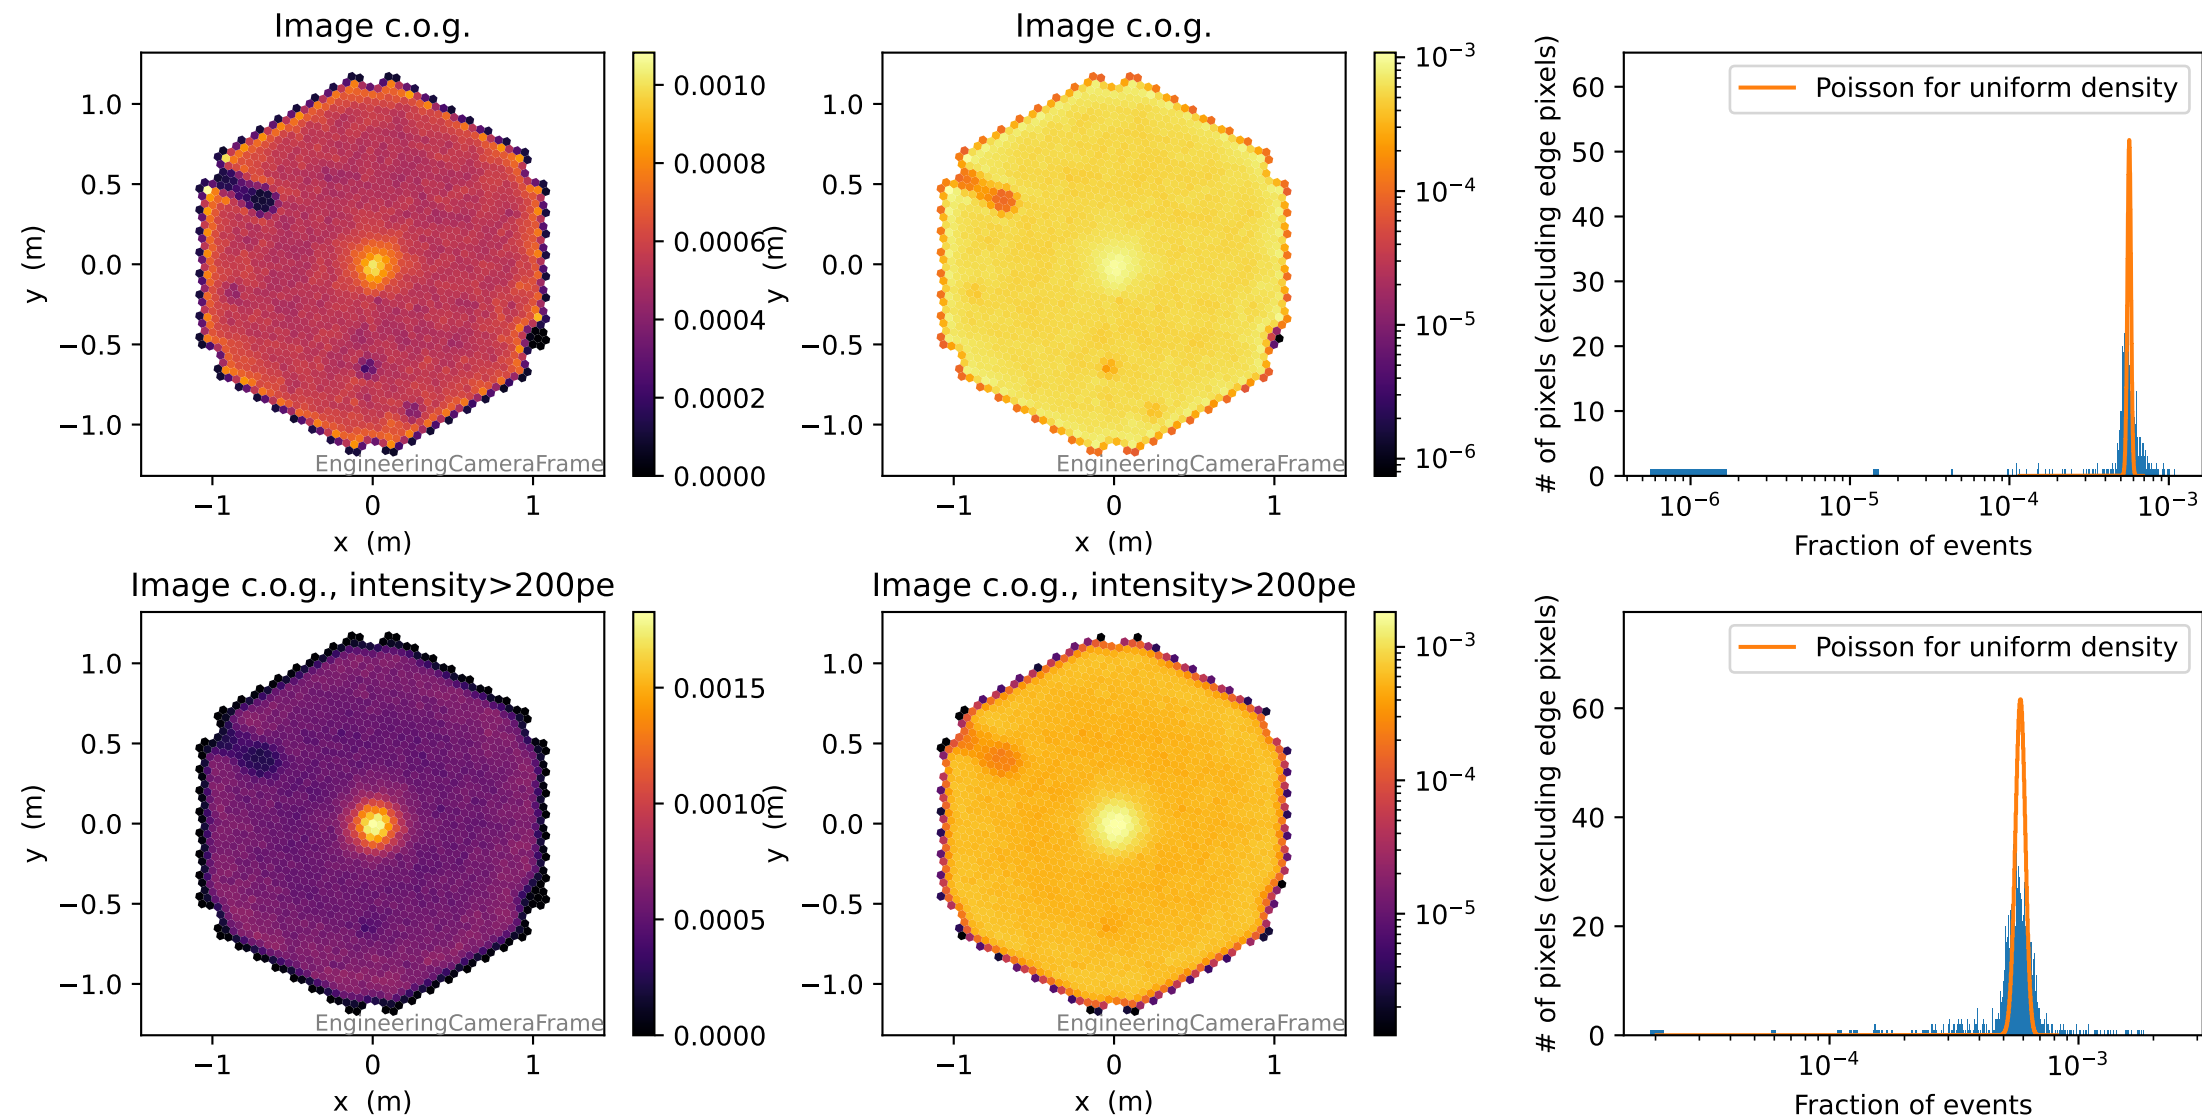 Image c.o.g.
1.0
0.5
0.0
−0.5
−1.0
y (m)
−1 0 1
x (m)
EngineeringCameraFrame
0.0010
0.0008
0.0006
0.0004
0.0002
0.0000
Image c.o.g.
1.0
0.5
0.0
−0.5
−1.0
y (m)
−1 0 1
x (m)
EngineeringCameraFrame
10⁻³
10⁻⁴
10⁻⁵
10⁻⁶
Poisson for uniform density
60
50
40
30
20
10
0
# of pixels (excluding edge pixels)
10⁻⁶ 10⁻⁵ 10⁻⁴ 10⁻³
Fraction of events
Image c.o.g., intensity>200pe
1.0
0.5
0.0
−0.5
−1.0
y (m)
−1 0 1
x (m)
EngineeringCameraFrame
0.0015
0.0010
0.0005
0.0000
Image c.o.g., intensity>200pe
1.0
0.5
0.0
−0.5
−1.0
y (m)
−1 0 1
x (m)
EngineeringCameraFrame
10⁻³
10⁻⁴
10⁻⁵
Poisson for uniform density
60
40
20
0
# of pixels (excluding edge pixels)
10⁻⁴ 10⁻³
Fraction of events